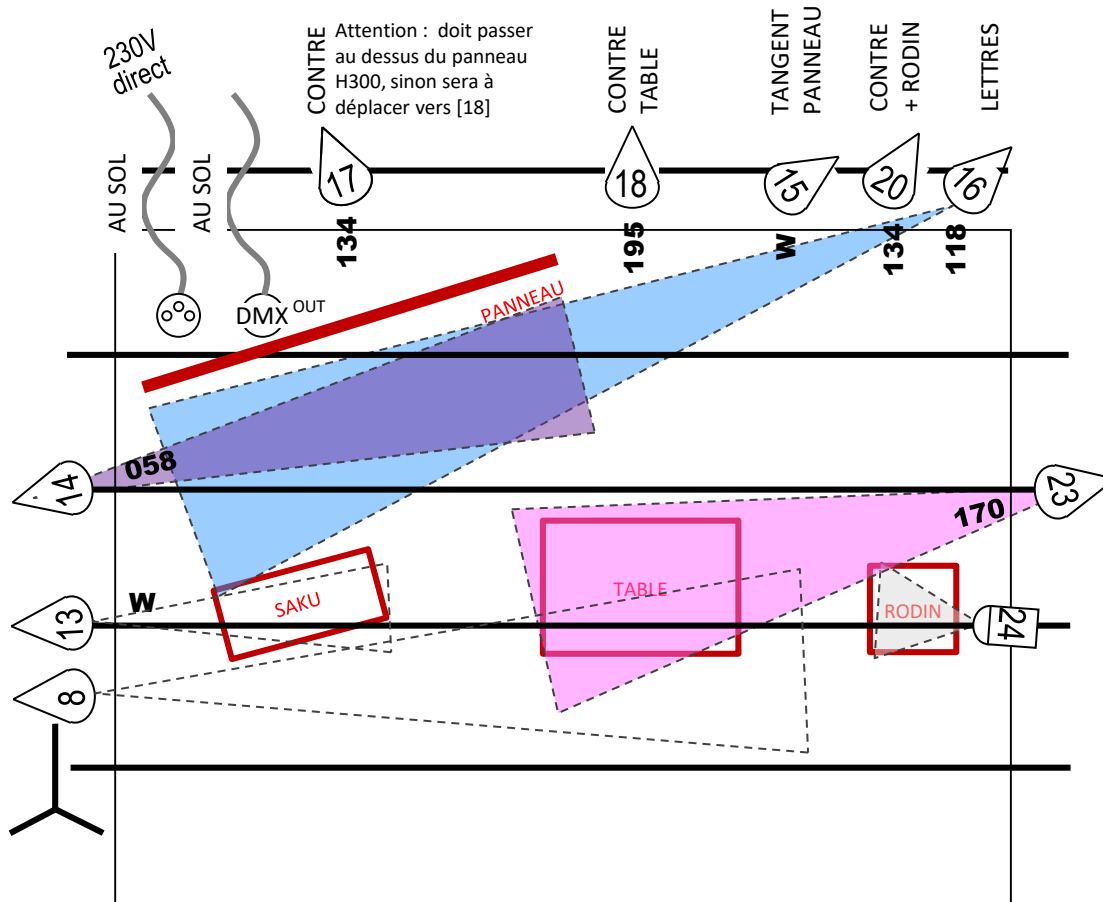 230V
direct
AU SOL
AU SOL
CONTRE
Attention : doit passer
au dessus du panneau
H300, sinon sera à
déplacer vers [18]
CONTRE
TABLE
TANGENT
PANNEAU
CONTRE
+ RODIN
LETTRES
17
18
15
20
16
134
195
W
134
118
DMX OUT
PANNEAU
058
14
23
170
W
13
SAKU
TABLE
RODIN
24
8